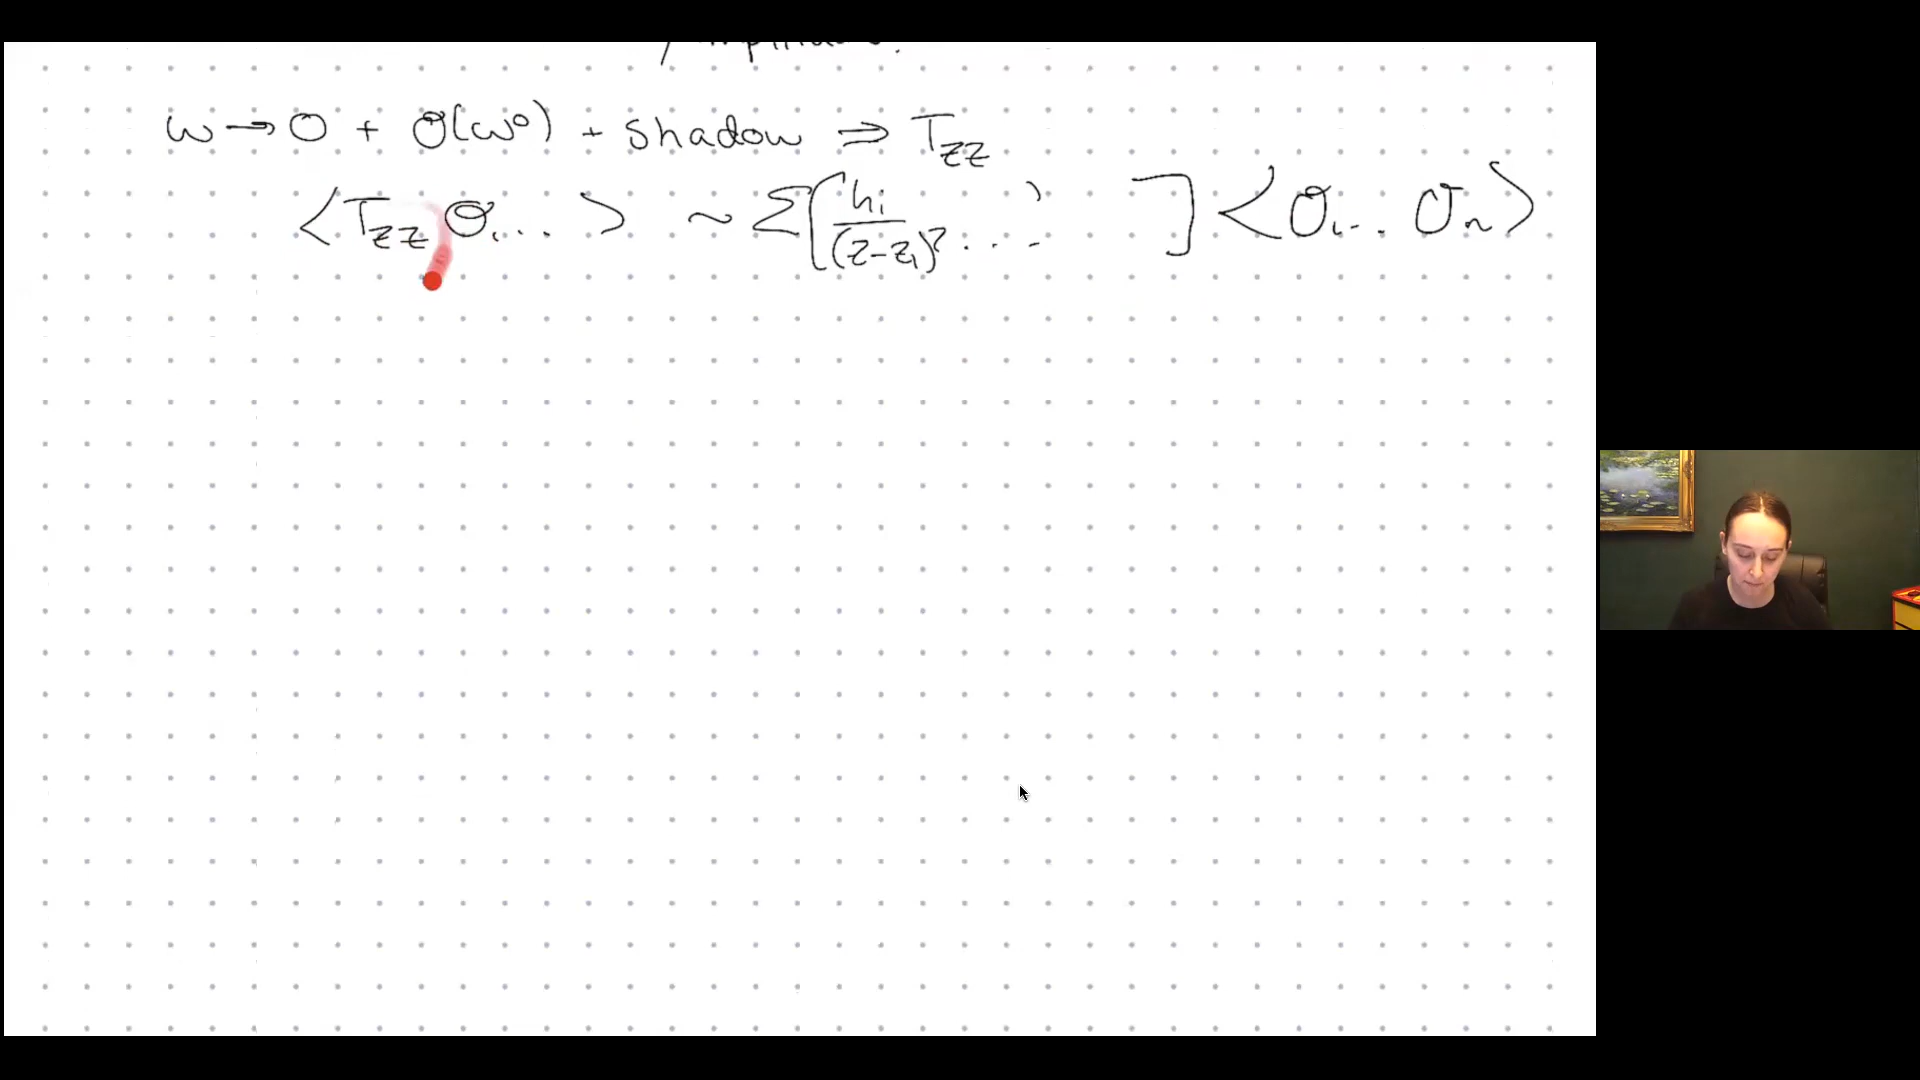 ω → 0 + O(ω⁰) + shadow ⇒ T_zz
<T_zz O₁... > ~ Σ[h_i/(z-z_i)² ... ] <O₁... O_n>